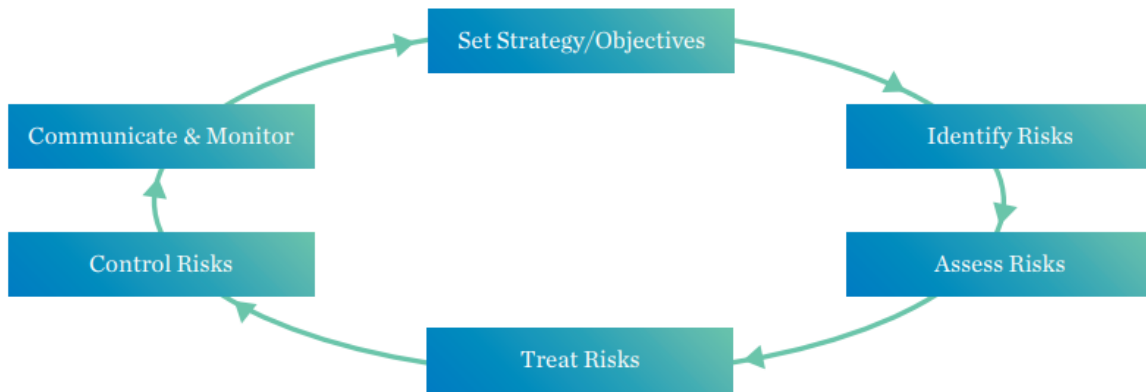 Set Strategy/Objectives
Identify Risks
Assess Risks
Treat Risks
Control Risks
Communicate & Monitor